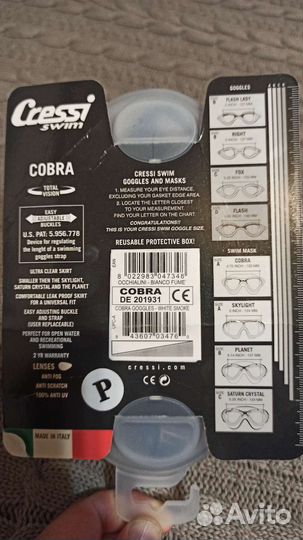 Cressi
swim
COBRA
TOTAL
VISION
EASY
ADJUSTABLE
BUCKLES
U.S. PAT: 5.956.778
Device for regulating
the lenght of a swimming
goggles strap
ULTRA CLEAR SKIRT
SMALLER THEN THE SKYLIGHT,
SATURN CRYSTAL AND THE PLANET
COMFORTABLE LEAK PROOF SKIRT FOR
A UNIVERSAL FIT
EASY ADJUSTING BUCKLE
AND STRAP
(USER REPLACEABLE)
PERFECT FOR OPEN WATER
AND RECREATIONAL
SWIMMING
2 YR WARRANTY
LENSES
ANTI FOG
ANTI SCRATCH
100% ANTI UV
MADE IN ITALY
P
CRESSI SWIM
GOGGLES AND MASKS
1. MEASURE YOUR EYE DISTANCE,
EXCLUDING YOUR GASKET EDGE AREA.
2. LOCATE THE LETTER CLOSEST
TO YOUR MEASUREMENT.
FIND YOUR LETTER ON THE CHART.
CONGRATULATIONS!!
THIS IS YOUR CRESSI SWIM GOGGLE SIZE.
REUSABLE PROTECTIVE BOX!
EAN
8 022983 047348
OCCHIALINI - BIANCO FUME'
COBRA
DE 201931
COBRA GOGGLES - WHITE SMOKE
UPC-A
8 43607 03476
cressi.com
CE
GOGGLES
FLASH LADY
RIGHT
FOX
FLASH
SWIM MASK
COBRA
SKYLIGHT
PLANET
SATURN CRYSTAL
Avito